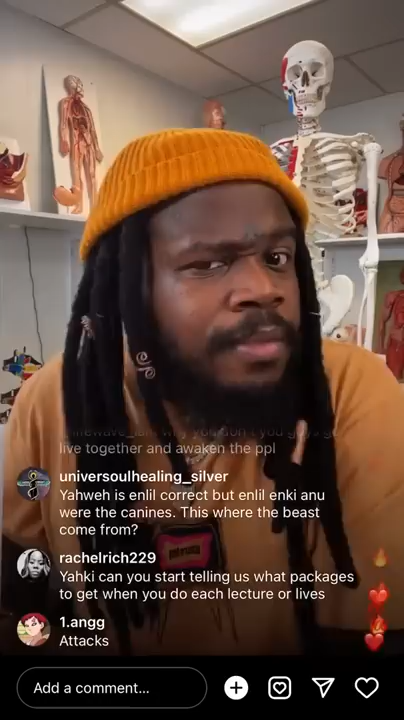 live together and awaken the ppl
universoulhealing_silver
Yahweh is enlil correct but enlil enki anu
were the canines. This where the beast
come from?
rachelrich229
Yahki can you start telling us what packages
to get when you do each lecture or lives
1.angg
Attacks
Add a comment...